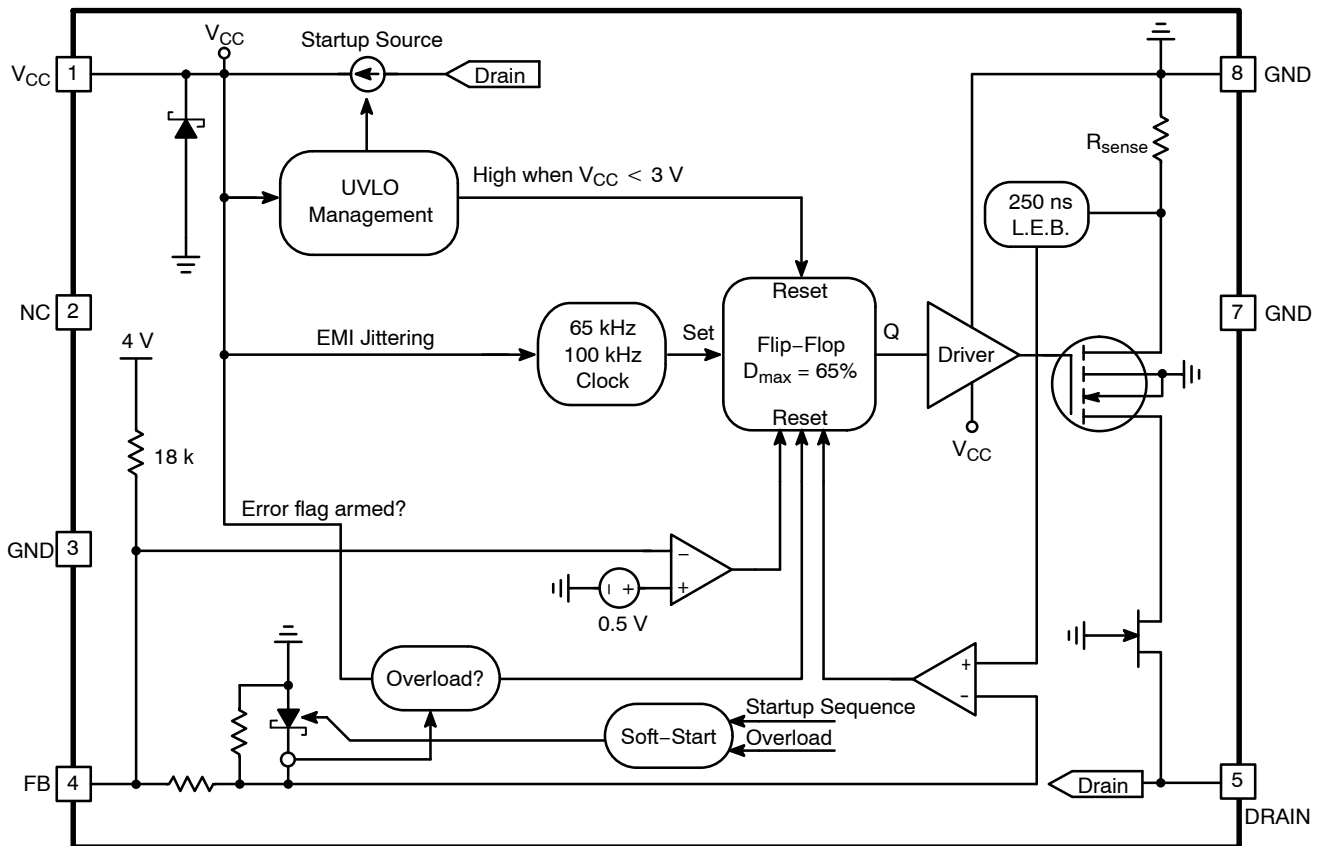 VCC
Startup Source
VCC
1
Drain
8
GND
Rsense
UVLO
Management
High when VCC < 3 V
250 ns
L.E.B.
NC
2
7
GND
Reset
4 V
EMI Jittering
65 kHz
100 kHz
Clock
Set
Flip−Flop
Dmax = 65%
Q
Driver
Reset
VCC
18 k
Error flag armed?
GND
3
−
+
− +
0.5 V
Overload?
+
−
Startup Sequence
Soft−Start
Overload
FB
4
Drain
5
DRAIN